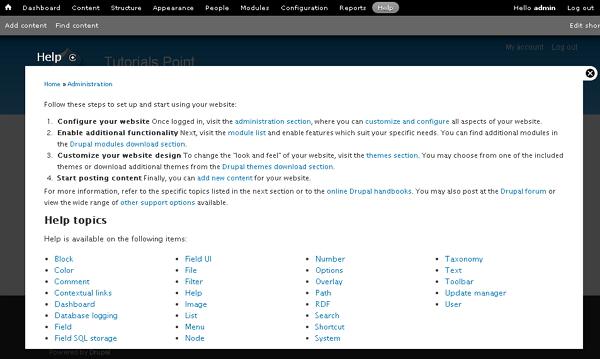 Dashboard Content Structure Appearance People Modules Configuration Reports Help Hello admin Log out
Add content Find content Edit shor
My account Log out
Help
Tutorials Point
Home » Administration
Follow these steps to set up and start using your website:
1. Configure your website Once logged in, visit the administration section, where you can customize and configure all aspects of your website.
2. Enable additional functionality Next, visit the module list and enable features which suit your specific needs. You can find additional modules in
the Drupal modules download section.
3. Customize your website design To change the "look and feel" of your website, visit the themes section. You may choose from one of the included
themes or download additional themes from the Drupal themes download section.
4. Start posting content Finally, you can add new content for your website.
For more information, refer to the specific topics listed in the next section or to the online Drupal handbooks. You may also post at the Drupal forum or
view the wide range of other support options available.
Help topics
Help is available on the following items:
Block
Color
Comment
Contextual links
Dashboard
Database logging
Field
Field SQL storage
Field UI
File
Filter
Help
Image
List
Menu
Node
Number
Options
Overlay
Path
RDF
Search
Shortcut
System
Taxonomy
Text
Toolbar
Update manager
User
Powered by Drupal